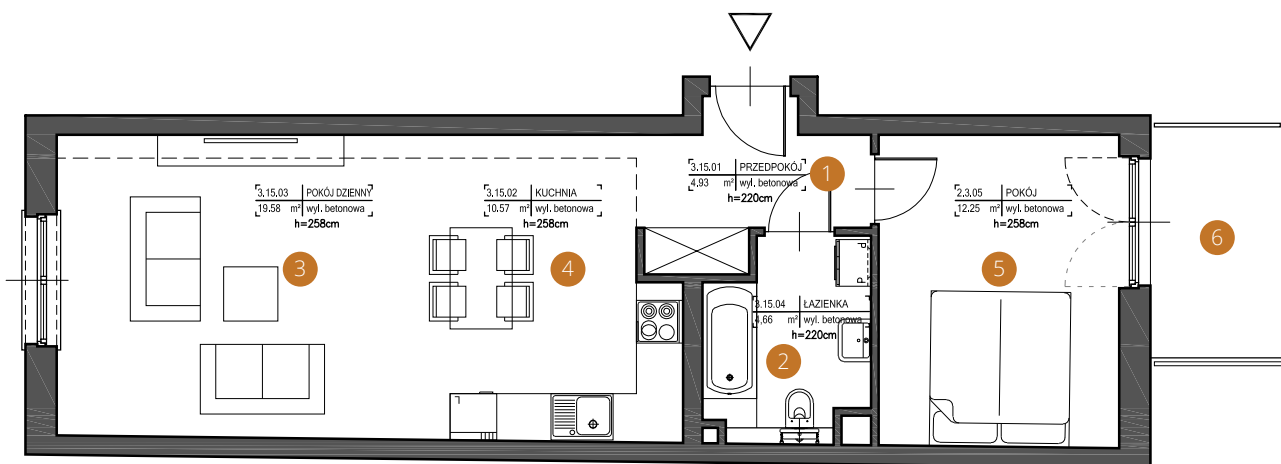 3.15.01 PRZEDPOKÓJ
4.93 m² wyl. betonowa
h=220cm
1
3.15.03 POKÓJ DZIENNY
19.58 m² wyl. betonowa
h=258cm
3
3.15.02 KUCHNIA
10.57 m² wyl. betonowa
h=258cm
4
2.3.05 POKÓJ
12.25 m² wyl. betonowa
h=258cm
5
6
P
P
3.15.04 ŁAZIENKA
4,66 m² wyl. betonowa
h=220cm
2